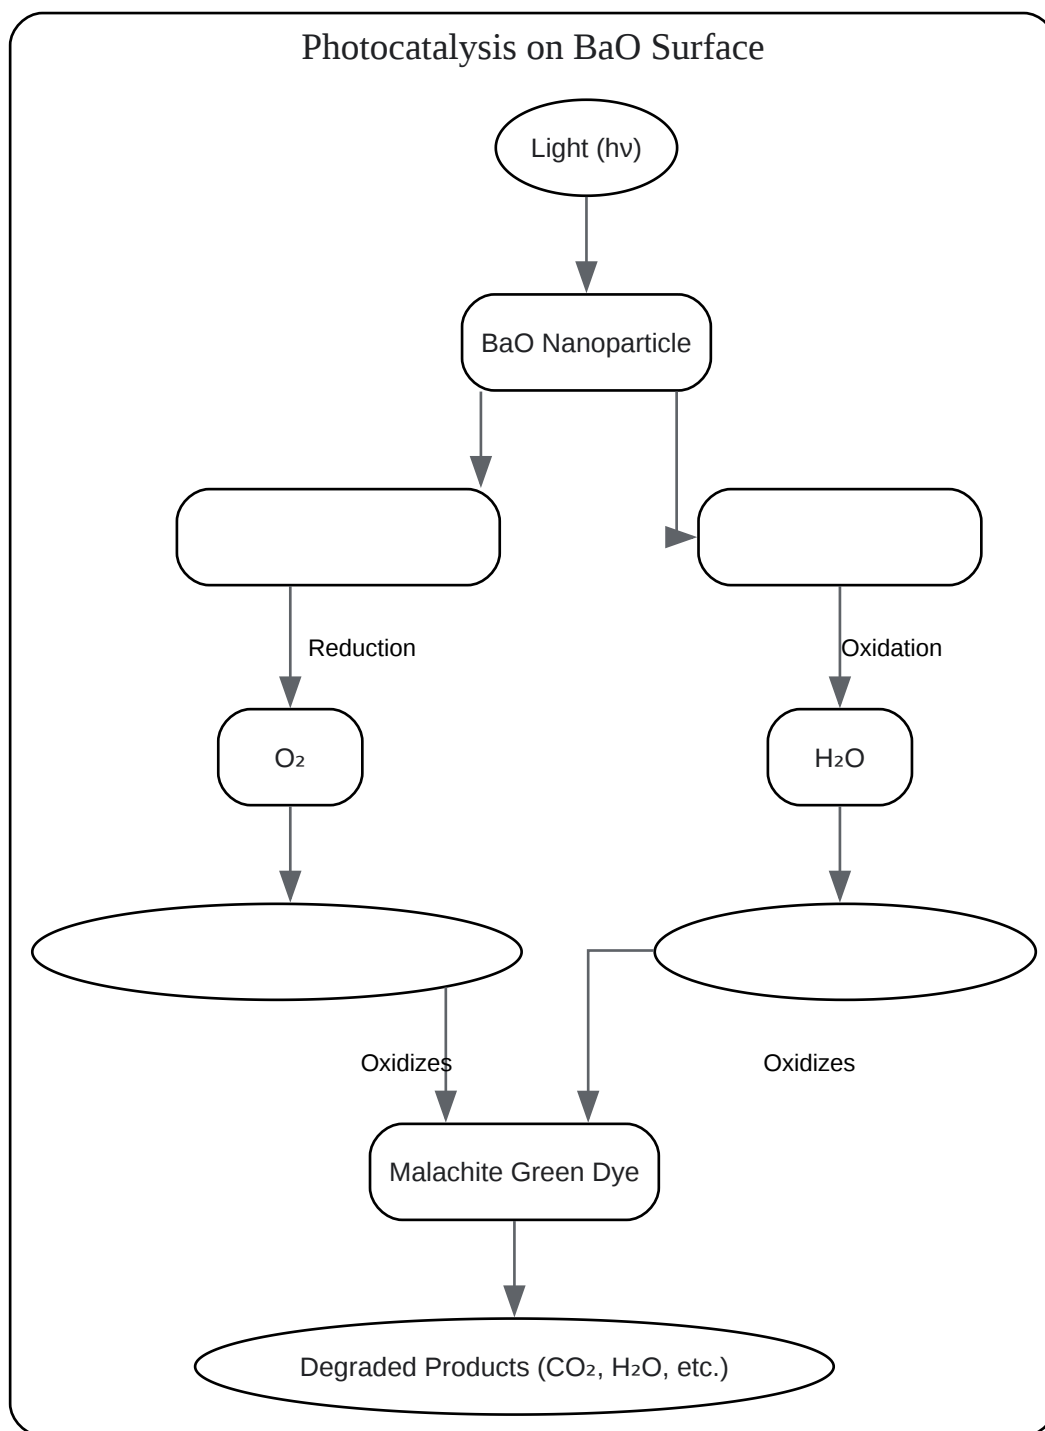 Photocatalysis on BaO Surface
Light (hν)
BaO Nanoparticle
Reduction
Oxidation
O₂
H₂O
Oxidizes
Oxidizes
Malachite Green Dye
Degraded Products (CO₂, H₂O, etc.)